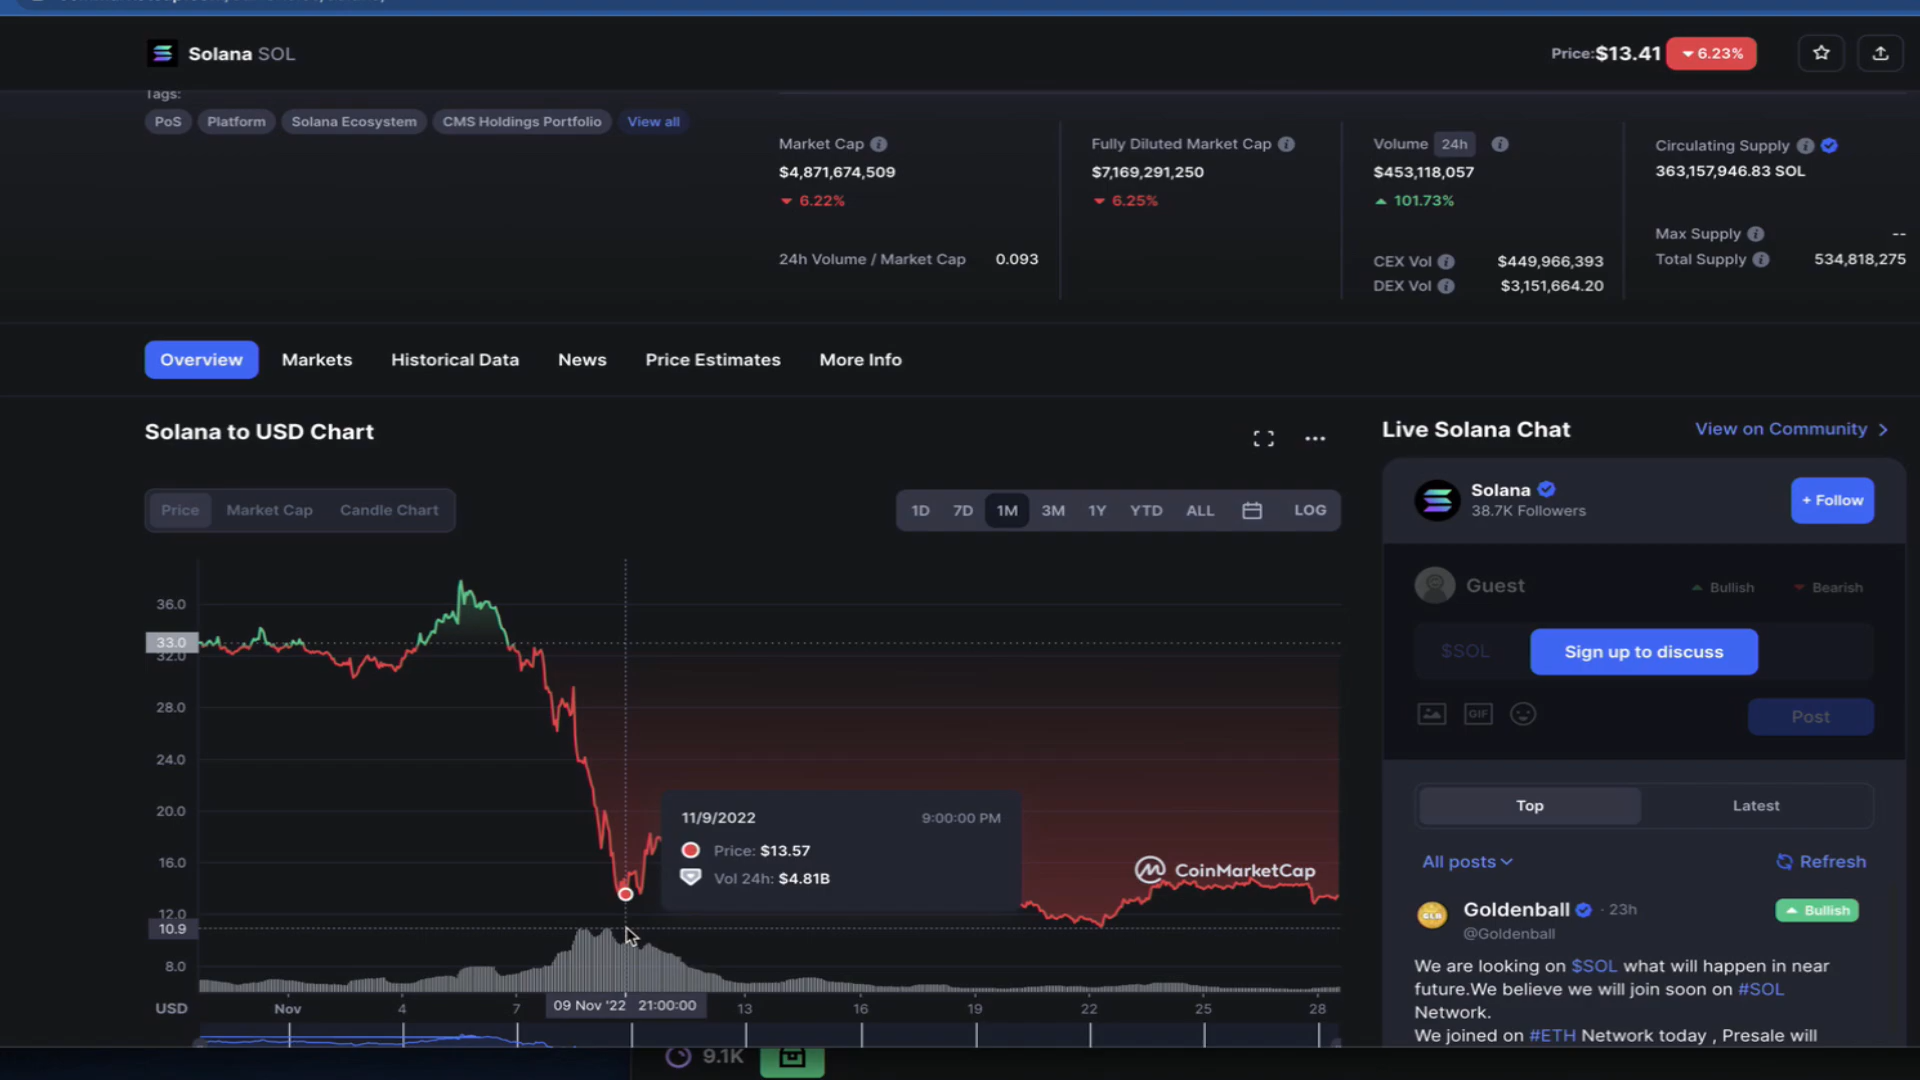 Solana SOL
Price:$13.41 6.23%
Tags:
PoS Platform Solana Ecosystem CMS Holdings Portfolio View all
Market Cap
$4,871,674,509
6.22%
24h Volume / Market Cap 0.093
Fully Diluted Market Cap
$7,169,291,250
6.25%
Volume 24h
$453,118,057
101.73%
CEX Vol $449,966,393
DEX Vol $3,151,664.20
Circulating Supply
363,157,946.83 SOL
Max Supply --
Total Supply 534,818,275
Overview Markets Historical Data News Price Estimates More Info
Solana to USD Chart
Price Market Cap Candle Chart
1D 7D 1M 3M 1Y YTD ALL LOG
36.0
33.0
32.0
28.0
24.0
20.0
16.0
12.0
10.9
8.0
11/9/2022 9:00:00 PM
Price: $13.57
Vol 24h: $4.81B
CoinMarketCap
USD Nov 4 7 09 Nov '22 21:00:00 13 16 19 22 25 28
9.1K
Live Solana Chat View on Community
Solana
38.7K Followers
+ Follow
Guest Bullish Bearish
$SOL Sign up to discuss
GIF Post
Top Latest
All posts Refresh
Goldenball · 23h Bullish
@Goldenball
We are looking on $SOL what will happen in near
future.We believe we will join soon on #SOL
Network.
We joined on #ETH Network today , Presale will